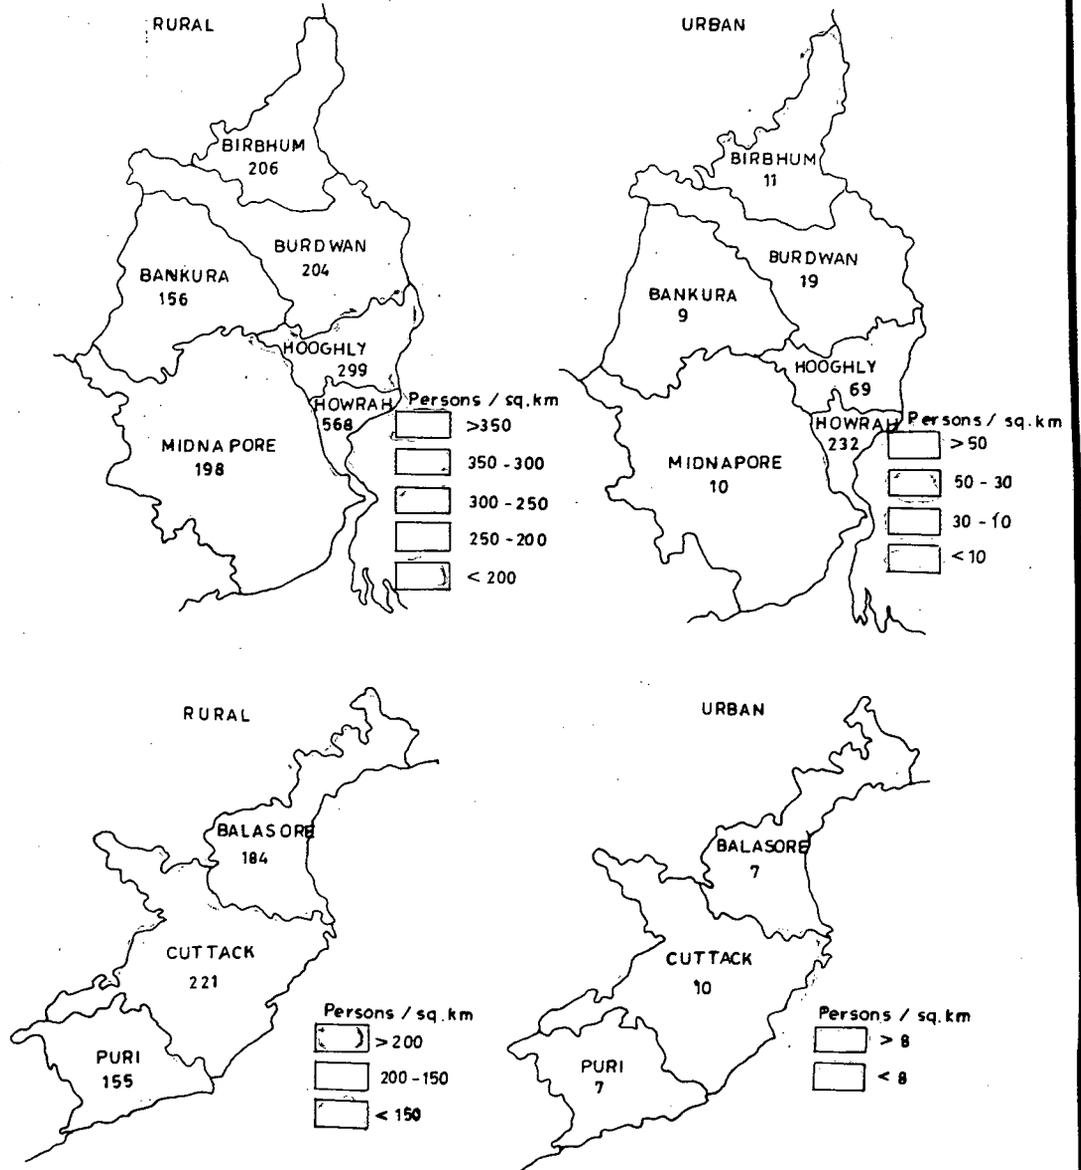 RURAL
BIRBHUM
206
BURDWAN
204
BANKURA
156
HOOGHLY
299
HOWRAH
568
MIDNAPORE
198
Persons / sq.km
>350
350-300
300-250
250-200
< 200
URBAN
BIRBHUM
11
BURDWAN
19
BANKURA
9
HOOGHLY
69
HOWRAH
232
MIDNAPORE
10
Persons / sq.km
>50
50-30
30-10
<10
RURAL
BALASORE
184
CUTTACK
221
PURI
155
Persons / sq.km
>200
200-150
<150
URBAN
BALASORE
7
CUTTACK
10
PURI
7
Persons / sq.km
> 8
< 8